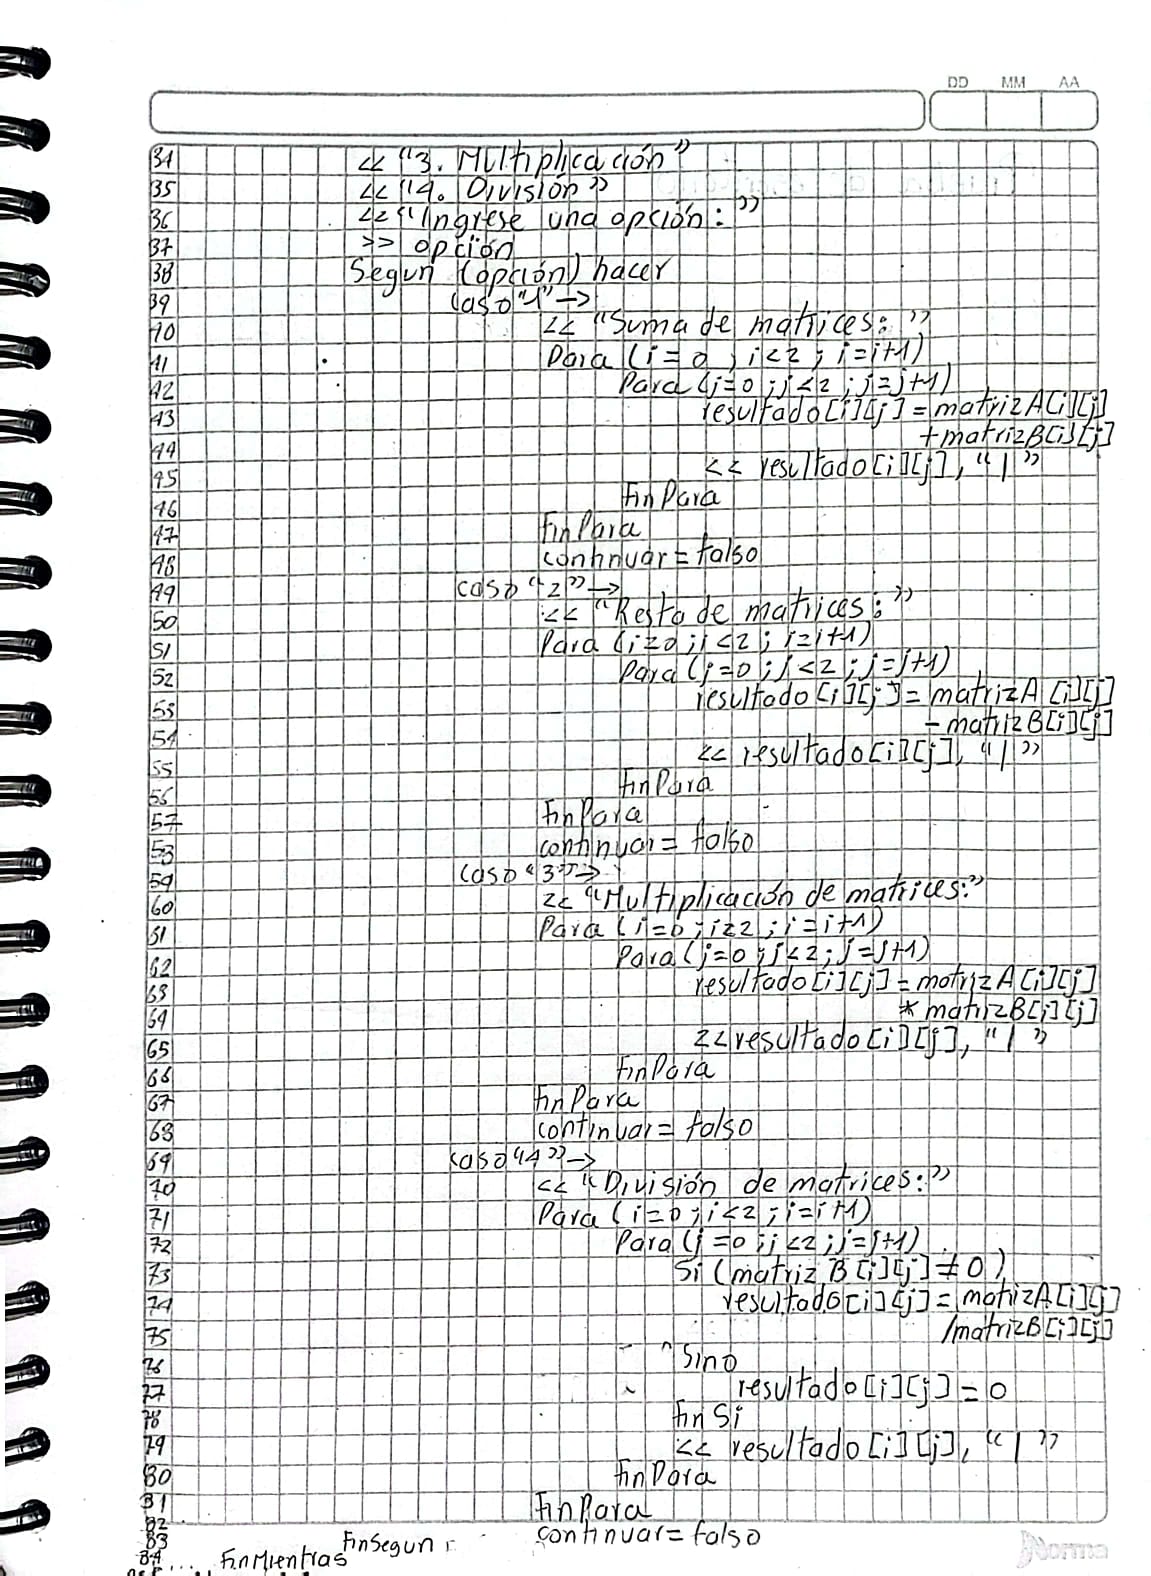 DD MM AA
34 << "3. Multiplicación"
35 << "4. División"
36 << "Ingrese una opción: "
37 >> opción
38 Segun (opción) hacer
39 caso "1" →
40 << "Suma de matrices: "
41 Para (i=0 ; i<2 ; i=i+1)
42 Para (j=0 ; j<2 ; j=j+1)
43 resultado[i][j] = matrizA[i][j]
44 +matrizB[i][j]
45 << resultado[i][j], "|"
46 FinPara
47 FinPara
48 continuar = falso
49 caso "2" →
50 << "Resta de matrices: "
51 Para (i=0 ; i<2 ; i=i+1)
52 Para (j=0 ; j<2 ; j=j+1)
53 resultado[i][j] = matrizA[i][j]
54 -matrizB[i][j]
55 << resultado[i][j], "|"
56 FinPara
57 FinPara
58 continuar = falso
59 caso "3" →
60 << "Multiplicación de matrices:"
61 Para (i=0 ; i<2 ; i=i+1)
62 Para (j=0 ; j<2 ; j=j+1)
63 resultado[i][j] = matrizA[i][j]
64 * matrizB[i][j]
65 << resultado[i][j], "|"
66 FinPara
67 FinPara
68 continuar = falso
69 caso "4" →
70 << "División de matrices:"
71 Para (i=0 ; i<2 ; i=i+1)
72 Para (j=0 ; j<2 ; j=j+1)
73 Si (matrizB[i][j] ≠ 0)
74 resultado[i][j] = matrizA[i][j]
75 /matrizB[i][j]
76 Sino
77 resultado[i][j] = 0
78 FinSi
79 << resultado[i][j], "|"
80 FinPara
81 FinPara
82 continuar = falso
83 FinSegun
84 FinMientras
Norma